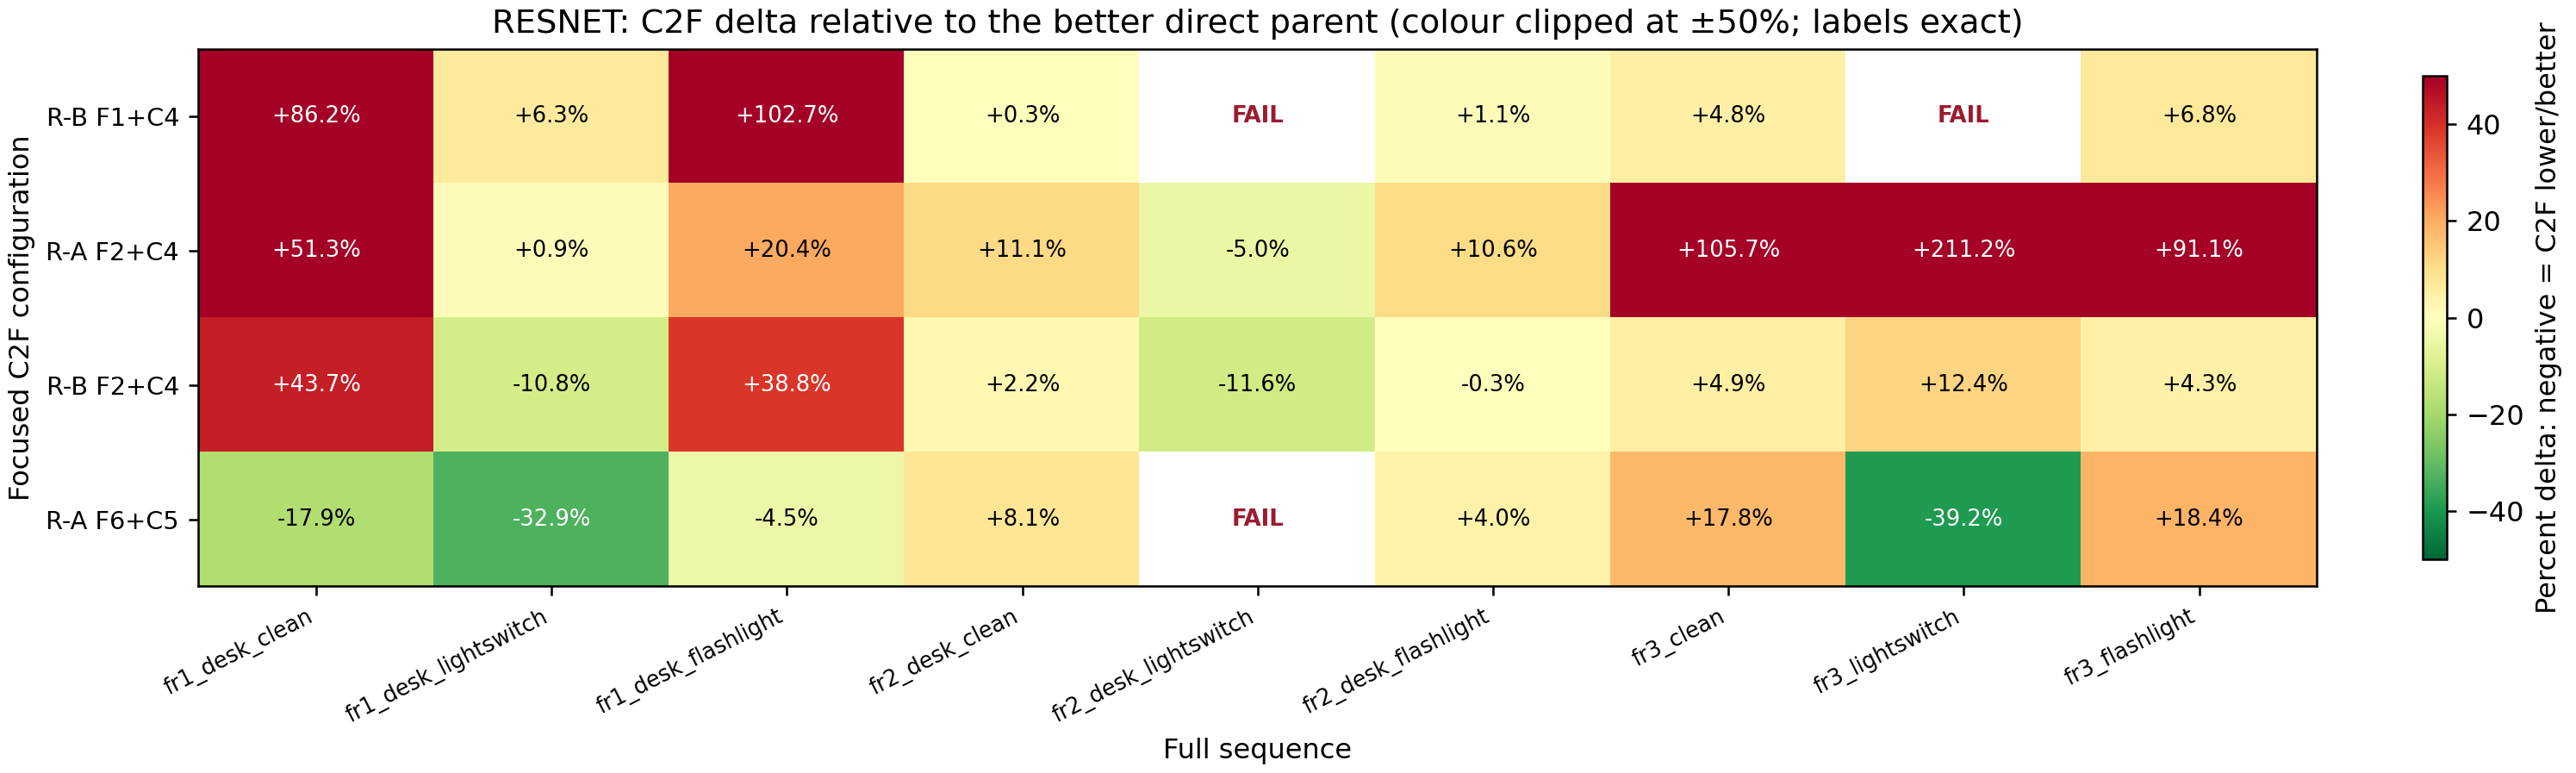 RESNET: C2F delta relative to the better direct parent (colour clipped at ±50%; labels exact)
Focused C2F configuration
R-B F1+C4 +86.2% +6.3% +102.7% +0.3% FAIL +1.1% +4.8% FAIL +6.8%
R-A F2+C4 +51.3% +0.9% +20.4% +11.1% -5.0% +10.6% +105.7% +211.2% +91.1%
R-B F2+C4 +43.7% -10.8% +38.8% +2.2% -11.6% -0.3% +4.9% +12.4% +4.3%
R-A F6+C5 -17.9% -32.9% -4.5% +8.1% FAIL +4.0% +17.8% -39.2% +18.4%
fr1_desk_clean fr1_desk_lightswitch fr1_desk_flashlight fr2_desk_clean fr2_desk_lightswitch fr2_desk_flashlight fr3_clean fr3_lightswitch fr3_flashlight
Full sequence
40
20
0
−20
−40
Percent delta: negative = C2F lower/better